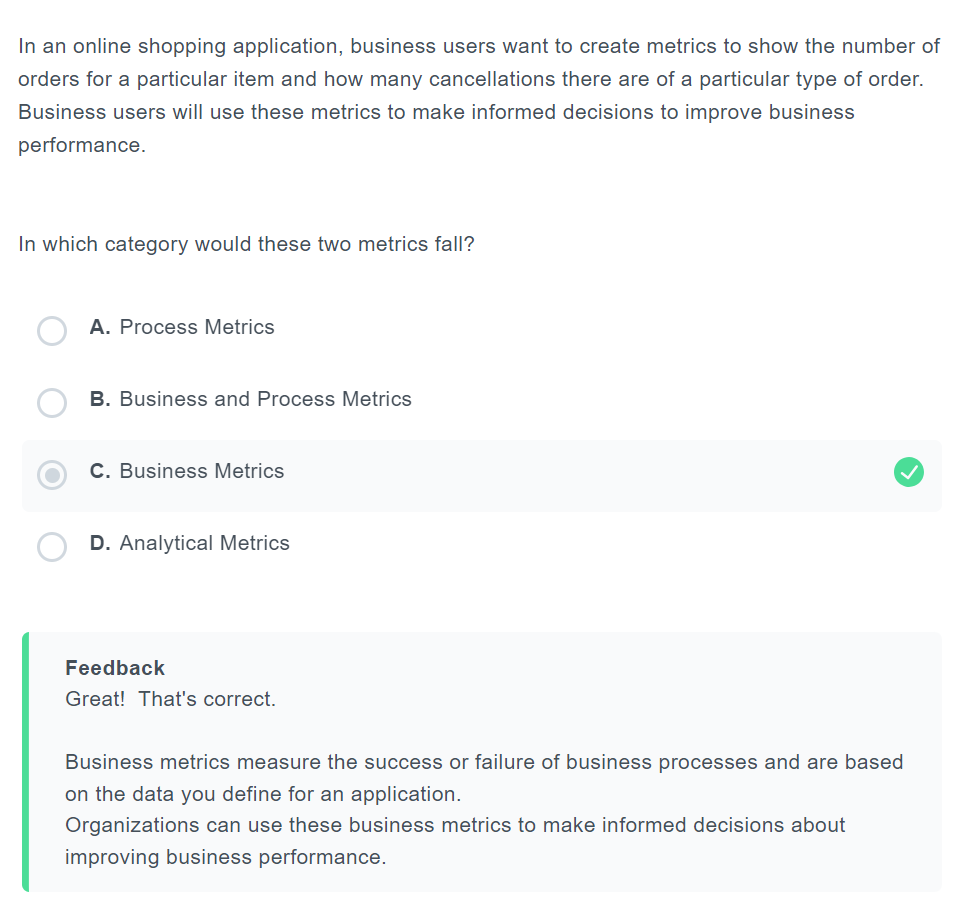 In an online shopping application, business users want to create metrics to show the number of
orders for a particular item and how many cancellations there are of a particular type of order.
Business users will use these metrics to make informed decisions to improve business
performance.
In which category would these two metrics fall?
A. Process Metrics
B. Business and Process Metrics
C. Business Metrics
D. Analytical Metrics
Feedback
Great!  That's correct.
Business metrics measure the success or failure of business processes and are based
on the data you define for an application.
Organizations can use these business metrics to make informed decisions about
improving business performance.